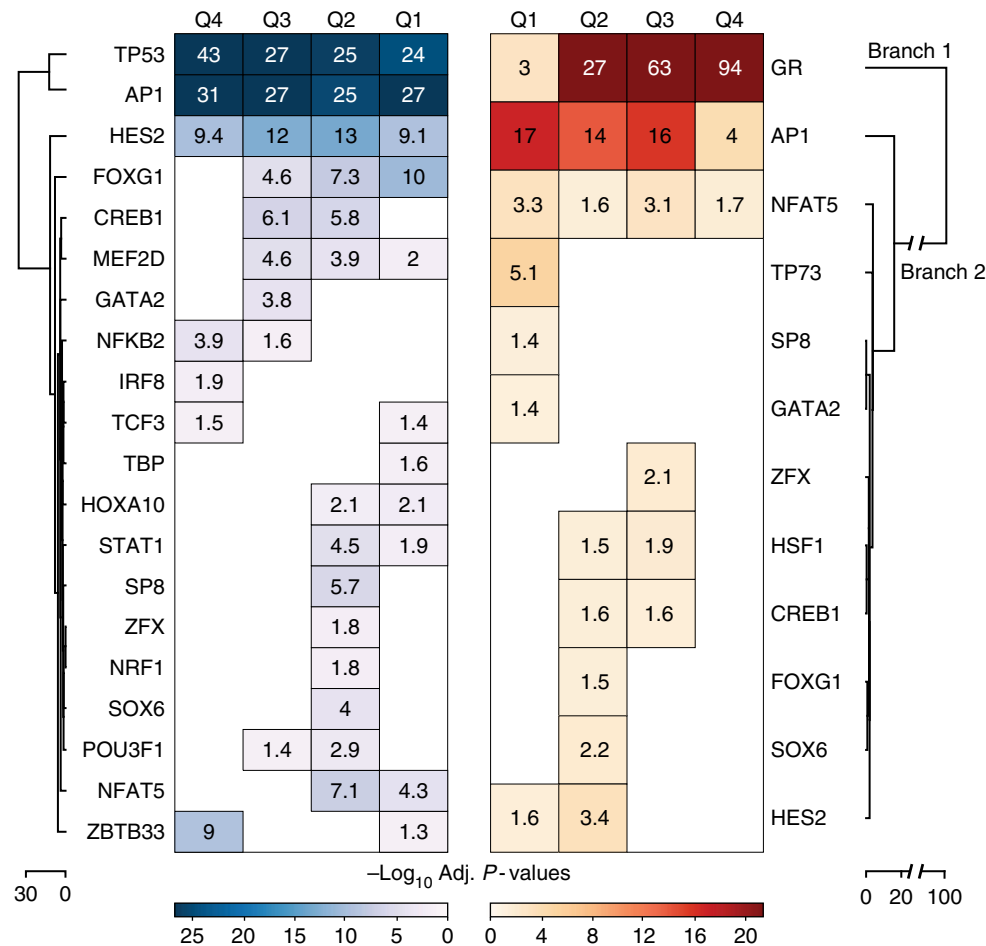 Q4 Q3 Q2 Q1 Q1 Q2 Q3 Q4
TP53 43 27 25 24
AP1 31 27 25 27
HES2 9.4 12 13 9.1
FOXG1 4.6 7.3 10
CREB1 6.1 5.8
MEF2D 4.6 3.9 2
GATA2 3.8
NFKB2 3.9 1.6
IRF8 1.9
TCF3 1.5 1.4
TBP 1.6
HOXA10 2.1 2.1
STAT1 4.5 1.9
SP8 5.7
ZFX 1.8
NRF1 1.8
SOX6 4
POU3F1 1.4 2.9
NFAT5 7.1 4.3
ZBTB33 9 1.3
3 27 63 94 GR
17 14 16 4 AP1
3.3 1.6 3.1 1.7 NFAT5
5.1 TP73
1.4 SP8
1.4 GATA2
2.1 ZFX
1.5 1.9 HSF1
1.6 1.6 CREB1
1.5 FOXG1
2.2 SOX6
1.6 3.4 HES2
Branch 1
Branch 2
30 0
–Log10 Adj. P-values
0 20 100
25 20 15 10 5 0
0 4 8 12 16 20